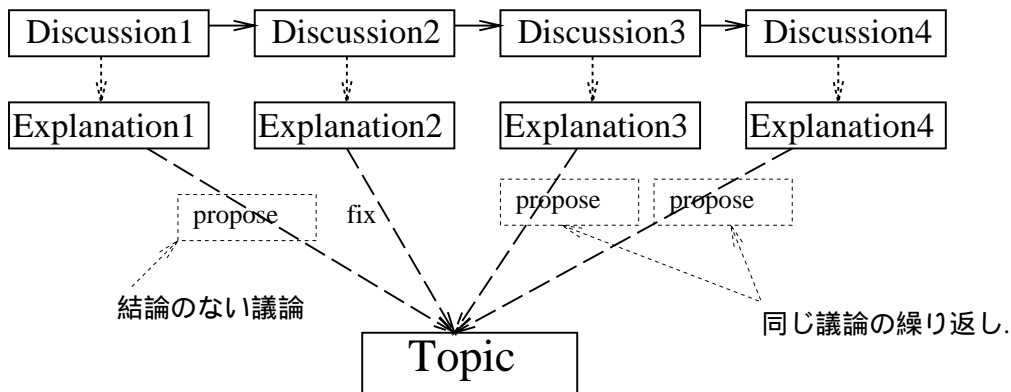 Discussion1
Discussion2
Discussion3
Discussion4
Explanation1
Explanation2
Explanation3
Explanation4
propose
fix
propose
propose
結論のない議論
同じ議論の繰り返し.
Topic